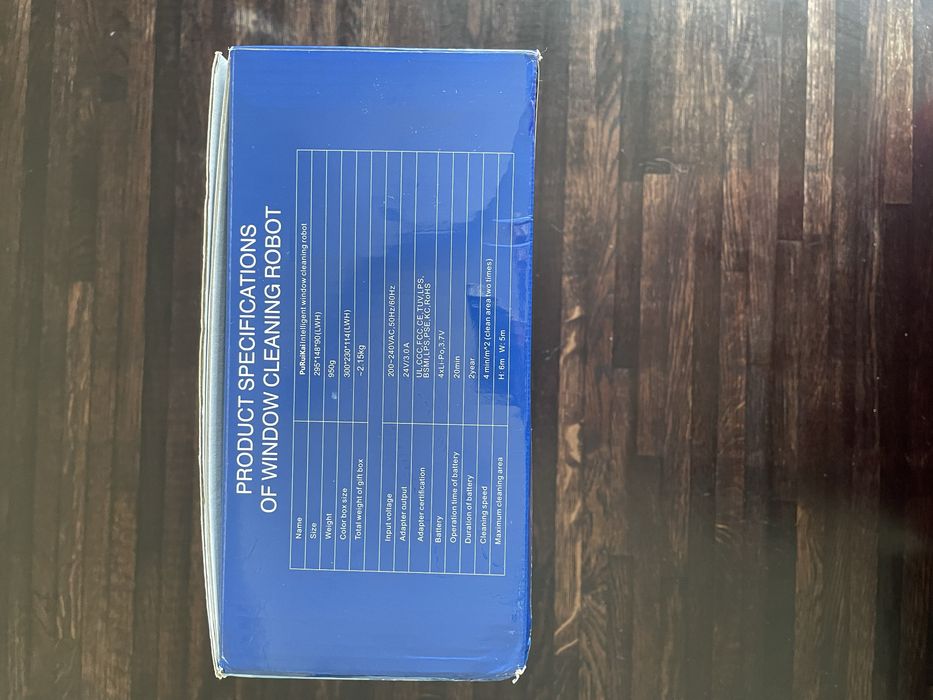 PRODUCT SPECIFICATIONS
OF WINDOW CLEANING ROBOT
Name PuRuiKai Intelligent window cleaning robot
Size 295*148*90(LWH)
Weight 950g
Color box size 300*230*114(LWH)
Total weight of gift box ~2.15kg
Input voltage 200~240VAC.50Hz/60Hz
Adapter output 24V/3.0A
Adapter certification UL,CCC,FCC,CE,TUV,LPS,
BSMI,LPS,PSE,KC,RoHS
Battery 4xLi-Po,3.7V
Operation time of battery 20min
Duration of battery 2year
Cleaning speed 4 min/m^2 (clean area two times)
Maximum cleaning area H: 6m W: 5m